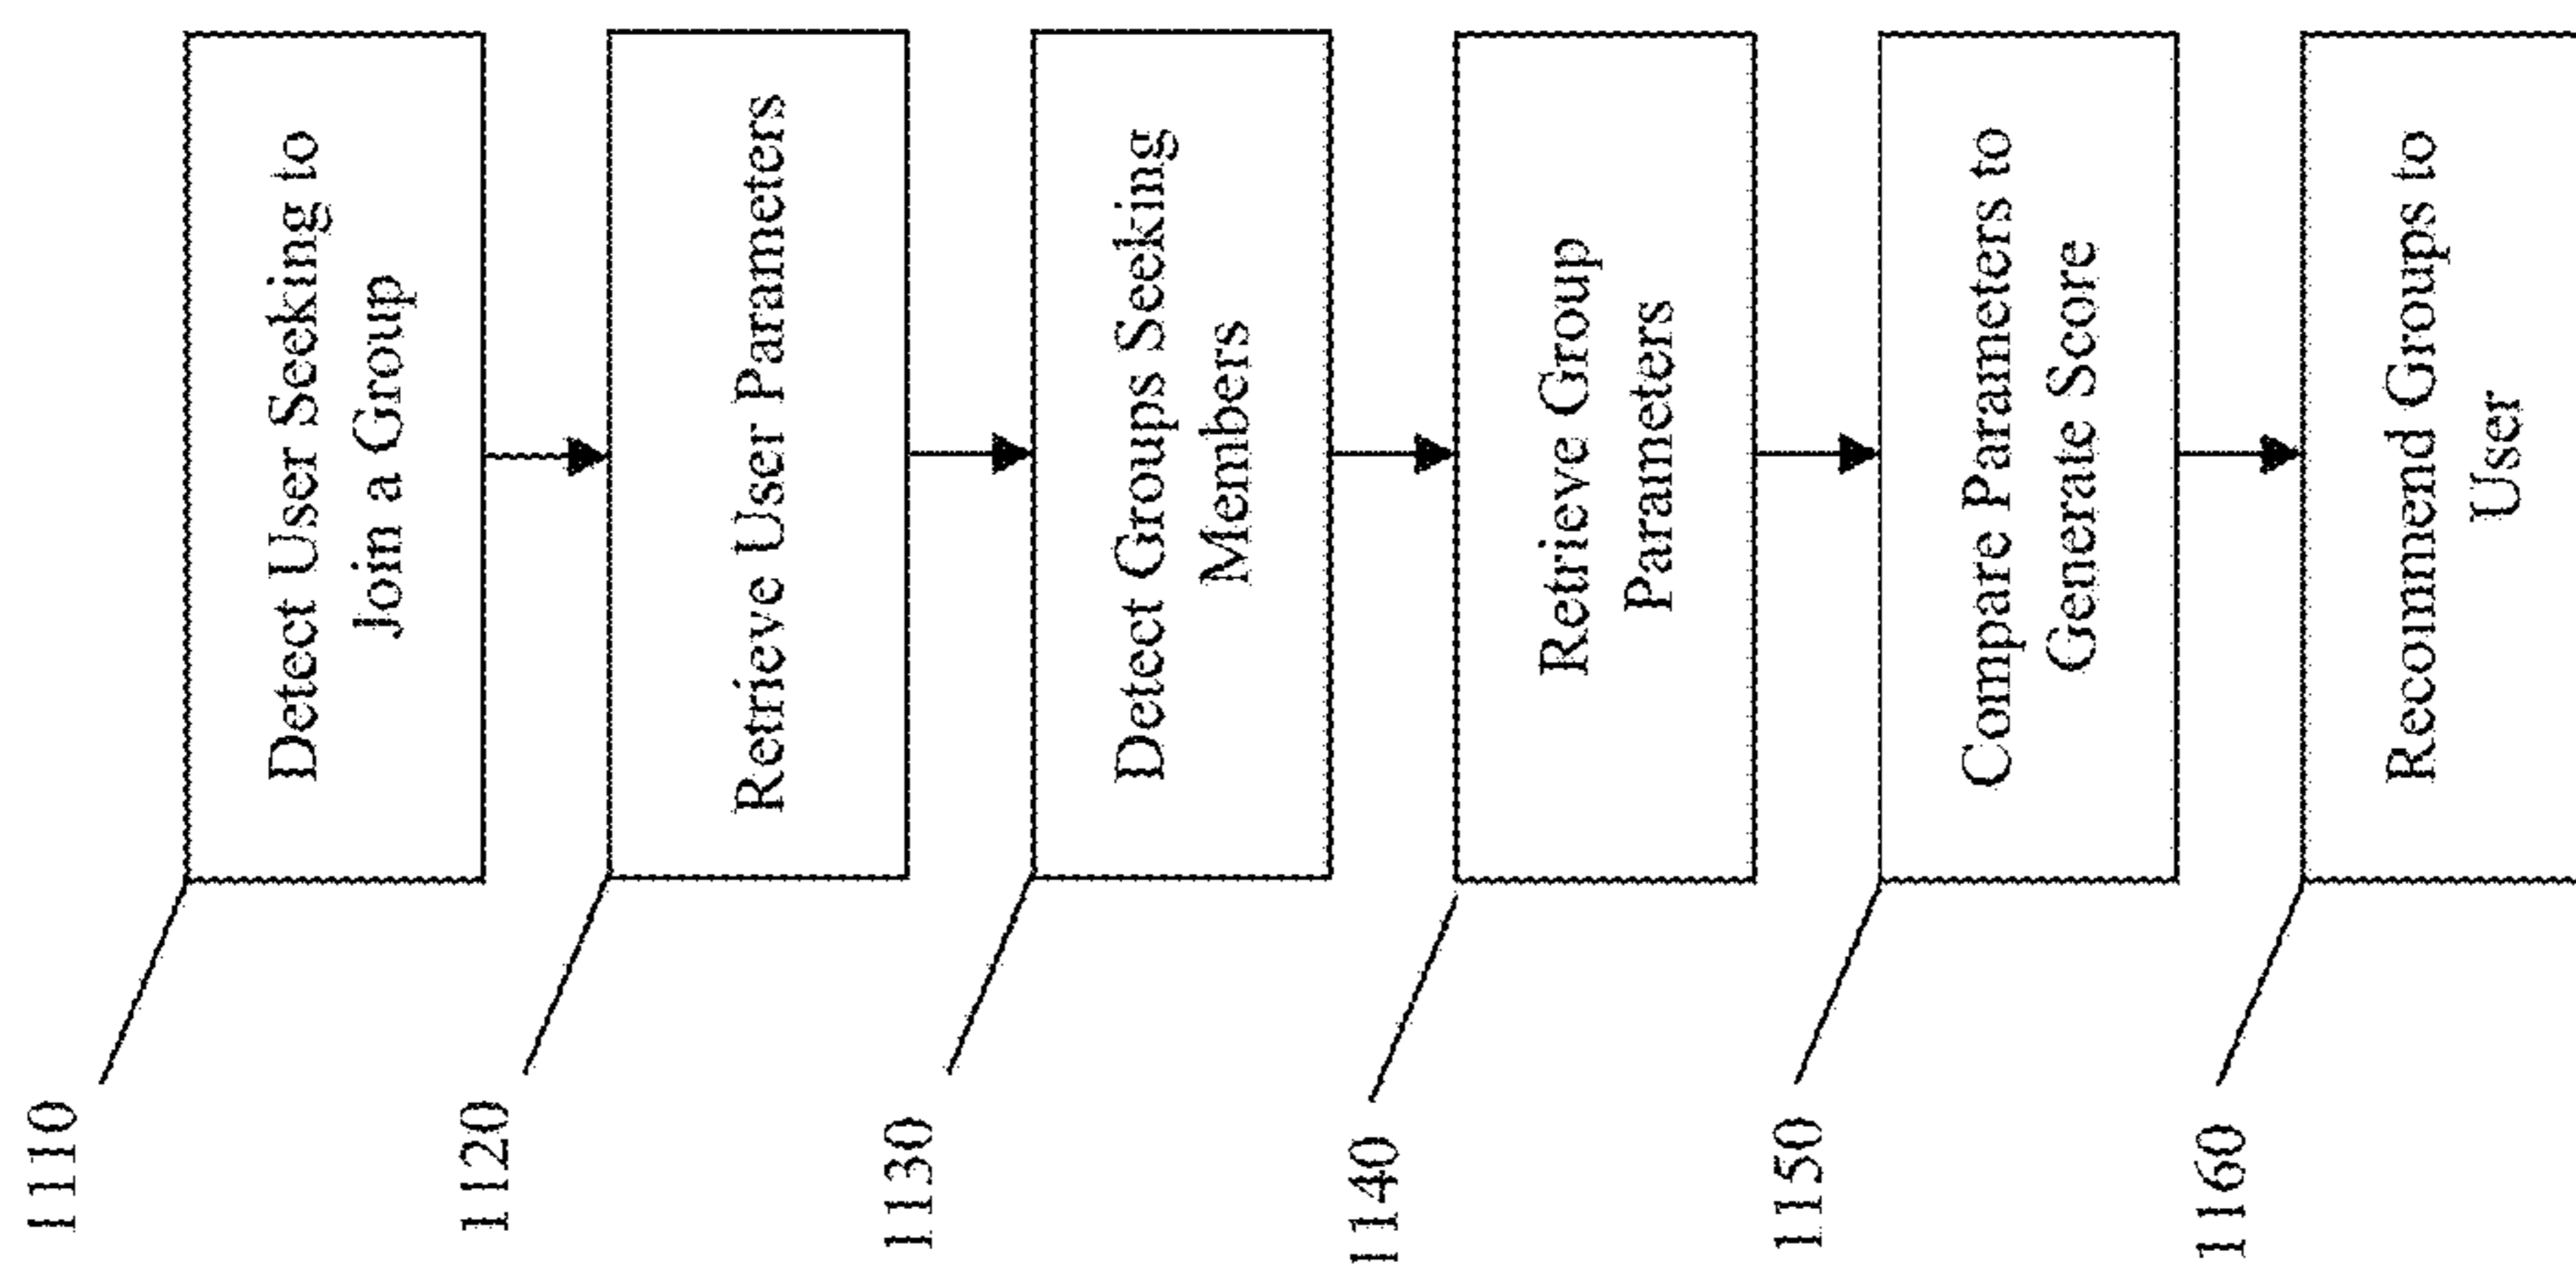 1110
Detect User Seeking to
Join a Group
1120
Retrieve User Parameters
1130
Detect Groups Seeking
Members
1140
Retrieve Group
Parameters
1150
Compare Parameters to
Generate Score
1160
Recommend Groups to
User